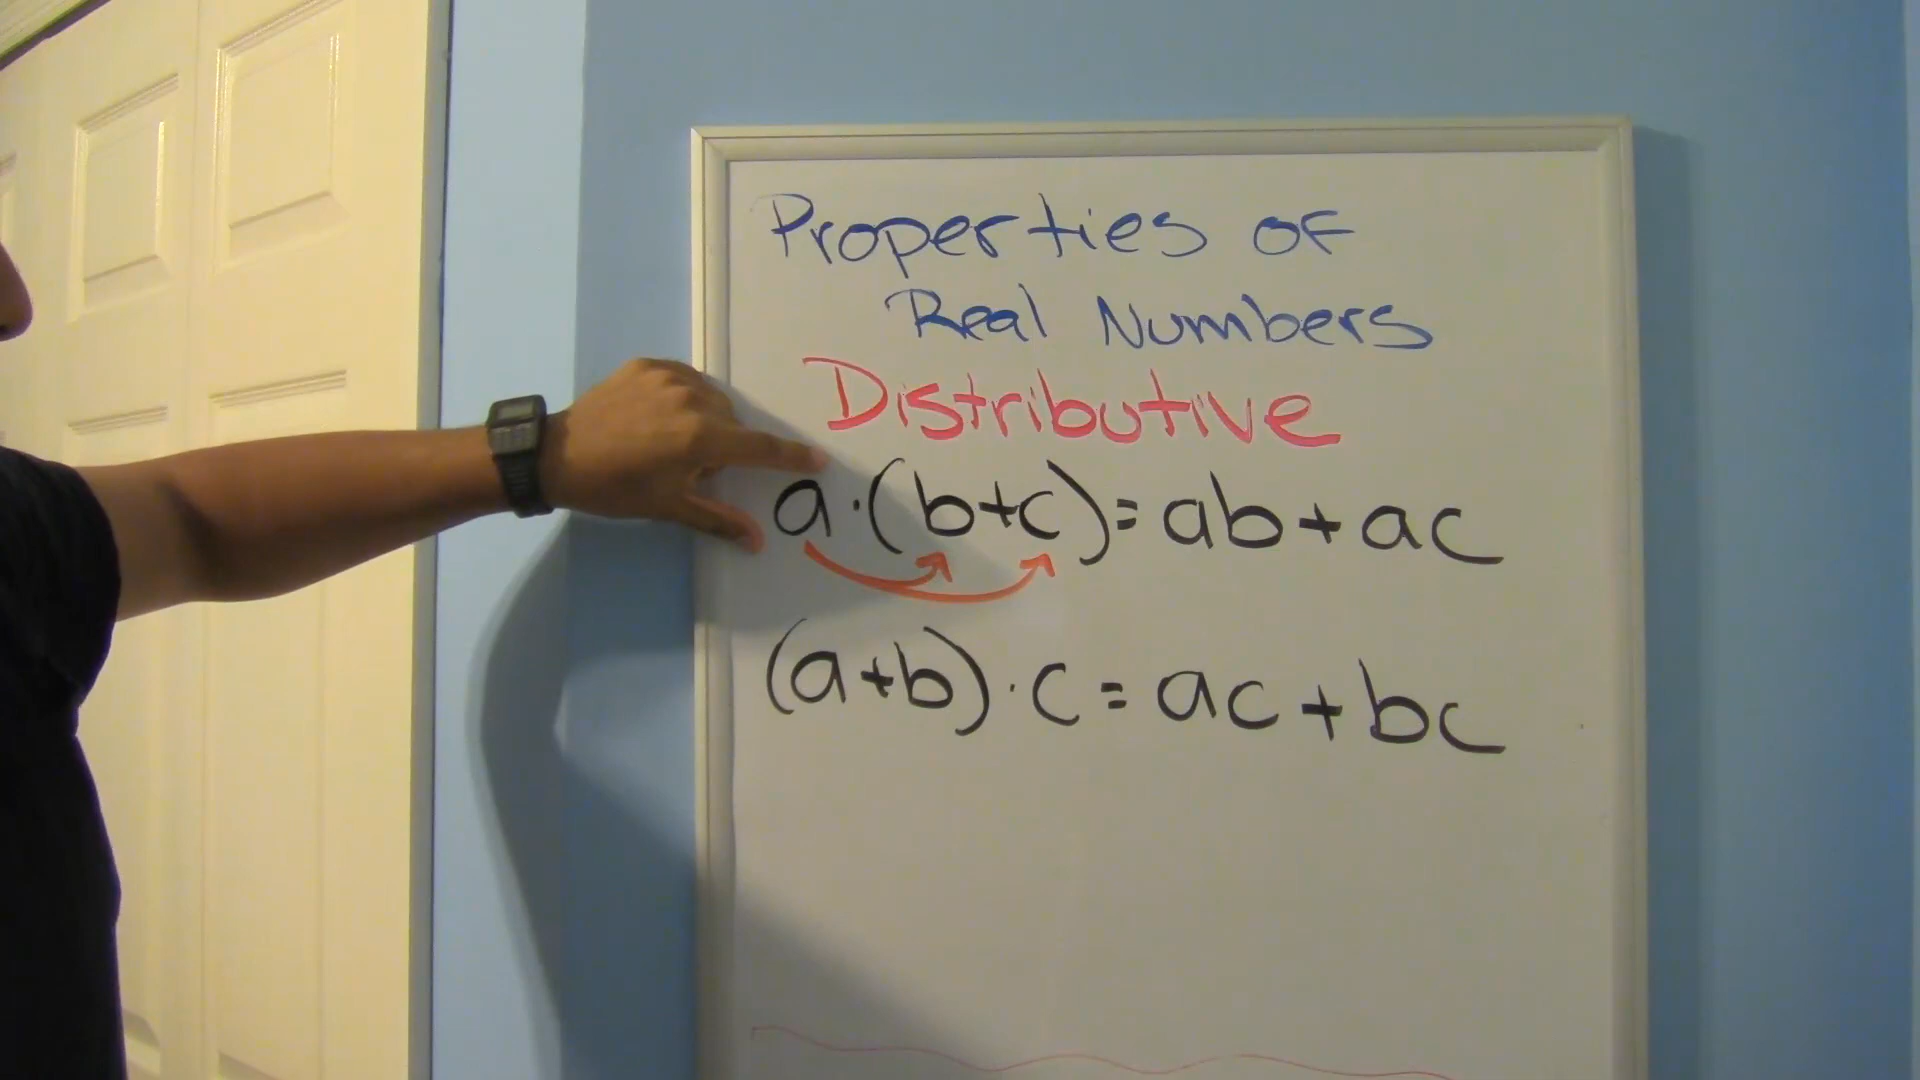 Properties of
Real Numbers
Distributive
a·(b+c)=ab+ac
(a+b)·c=ac+bc